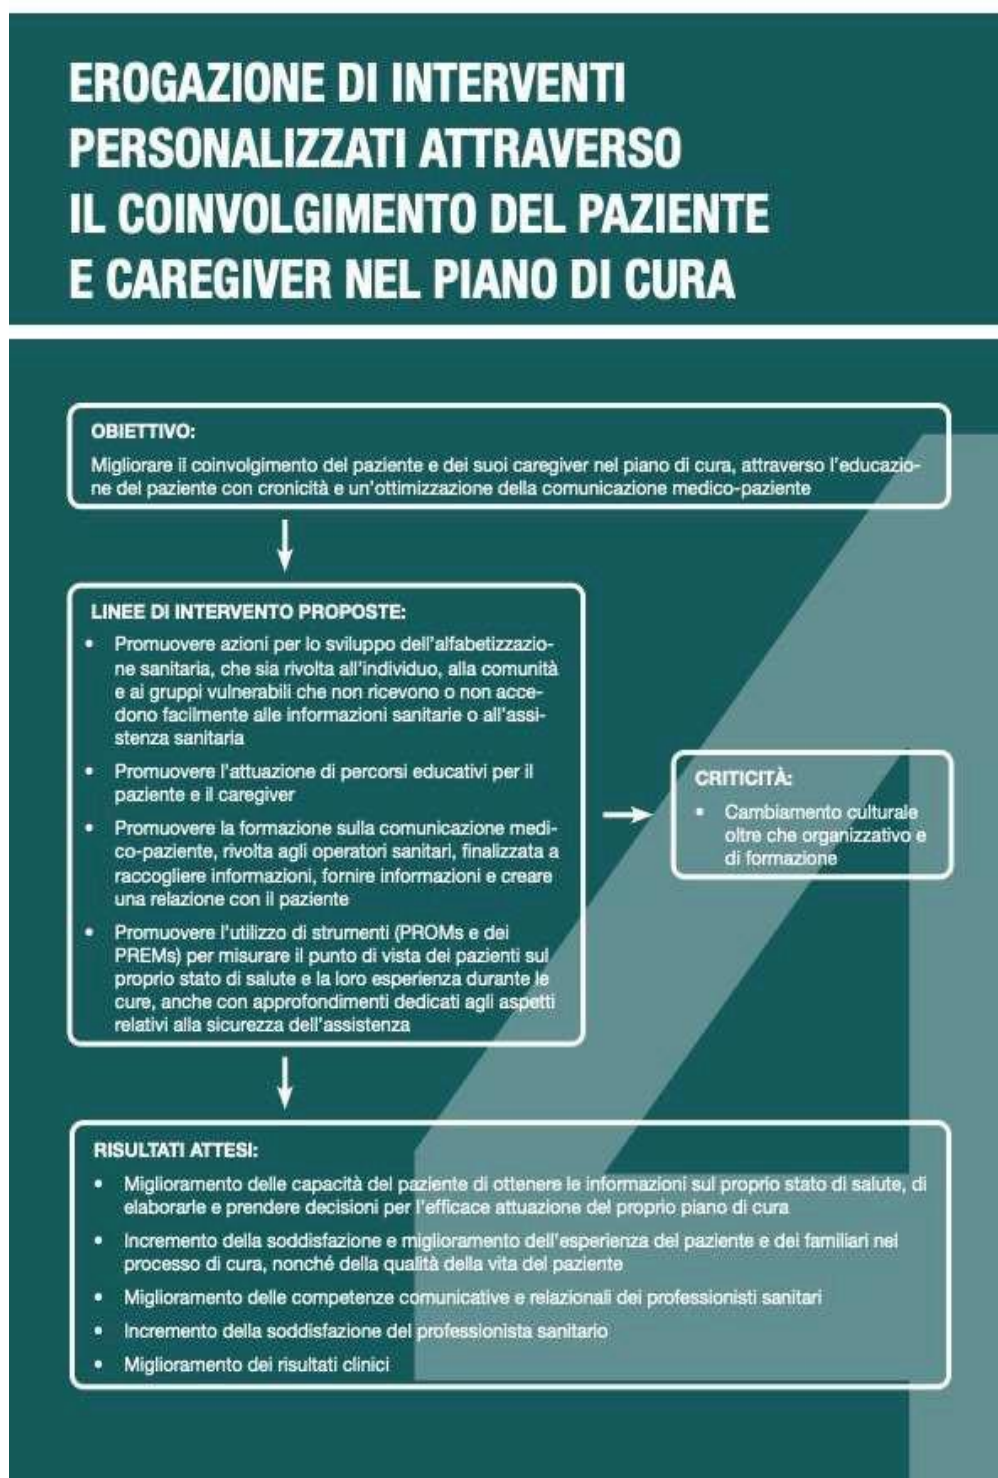 EROGAZIONE DI INTERVENTI
PERSONALIZZATI ATTRAVERSO
IL COINVOLGIMENTO DEL PAZIENTE
E CAREGIVER NEL PIANO DI CURA
OBIETTIVO:
Migliorare il coinvolgimento del paziente e dei suoi caregiver nel piano di cura, attraverso l'educazio-
ne del paziente con cronicità e un'ottimizzazione della comunicazione medico-paziente
LINEE DI INTERVENTO PROPOSTE:
• Promuovere azioni per lo sviluppo dell'alfabetizzazio-
ne sanitaria, che sia rivolta all'individuo, alla comunità
e ai gruppi vulnerabili che non ricevono o non acce-
dono facilmente alle informazioni sanitarie o all'assi-
stenza sanitaria
• Promuovere l'attuazione di percorsi educativi per il
paziente e il caregiver
• Promuovere la formazione sulla comunicazione medi-
co-paziente, rivolta agli operatori sanitari, finalizzata a
raccogliere informazioni, fornire informazioni e creare
una relazione con il paziente
• Promuovere l'utilizzo di strumenti (PROMs e dei
PREMs) per misurare il punto di vista dei pazienti sul
proprio stato di salute e la loro esperienza durante le
cure, anche con approfondimenti dedicati agli aspetti
relativi alla sicurezza dell'assistenza
CRITICITÀ:
• Cambiamento culturale
oltre che organizzativo e
di formazione
RISULTATI ATTESI:
• Miglioramento delle capacità del paziente di ottenere le informazioni sul proprio stato di salute, di
elaborarle e prendere decisioni per l'efficace attuazione del proprio piano di cura
• Incremento della soddisfazione e miglioramento dell'esperienza del paziente e dei familiari nel
processo di cura, nonché della qualità della vita del paziente
• Miglioramento delle competenze comunicative e relazionali dei professionisti sanitari
• Incremento della soddisfazione del professionista sanitario
• Miglioramento dei risultati clinici
4